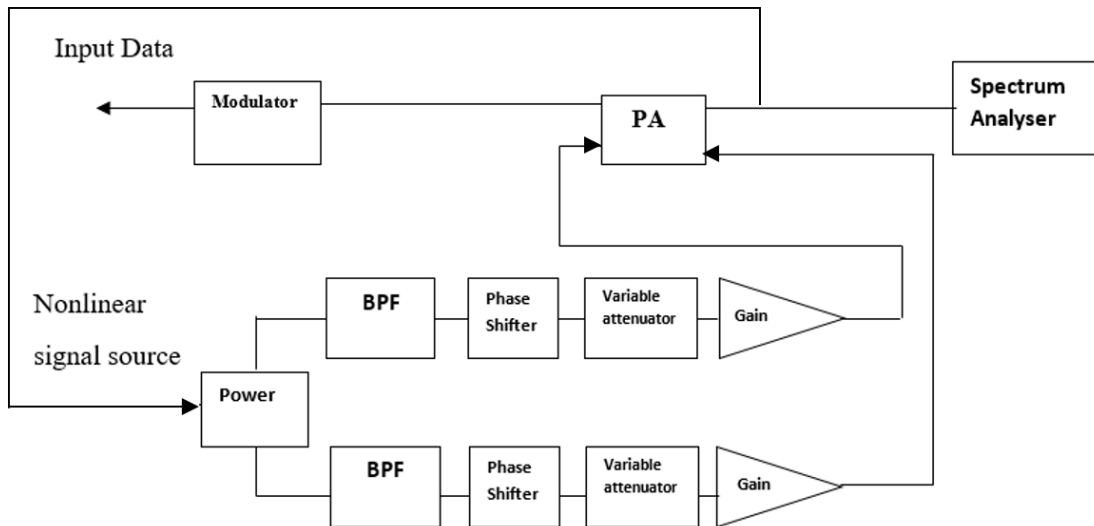 Input Data
Modulator
PA
Spectrum
Analyser
Nonlinear
signal source
Power
BPF
Phase
Shifter
Variable
attenuator
Gain
BPF
Phase
Shifter
Variable
attenuator
Gain